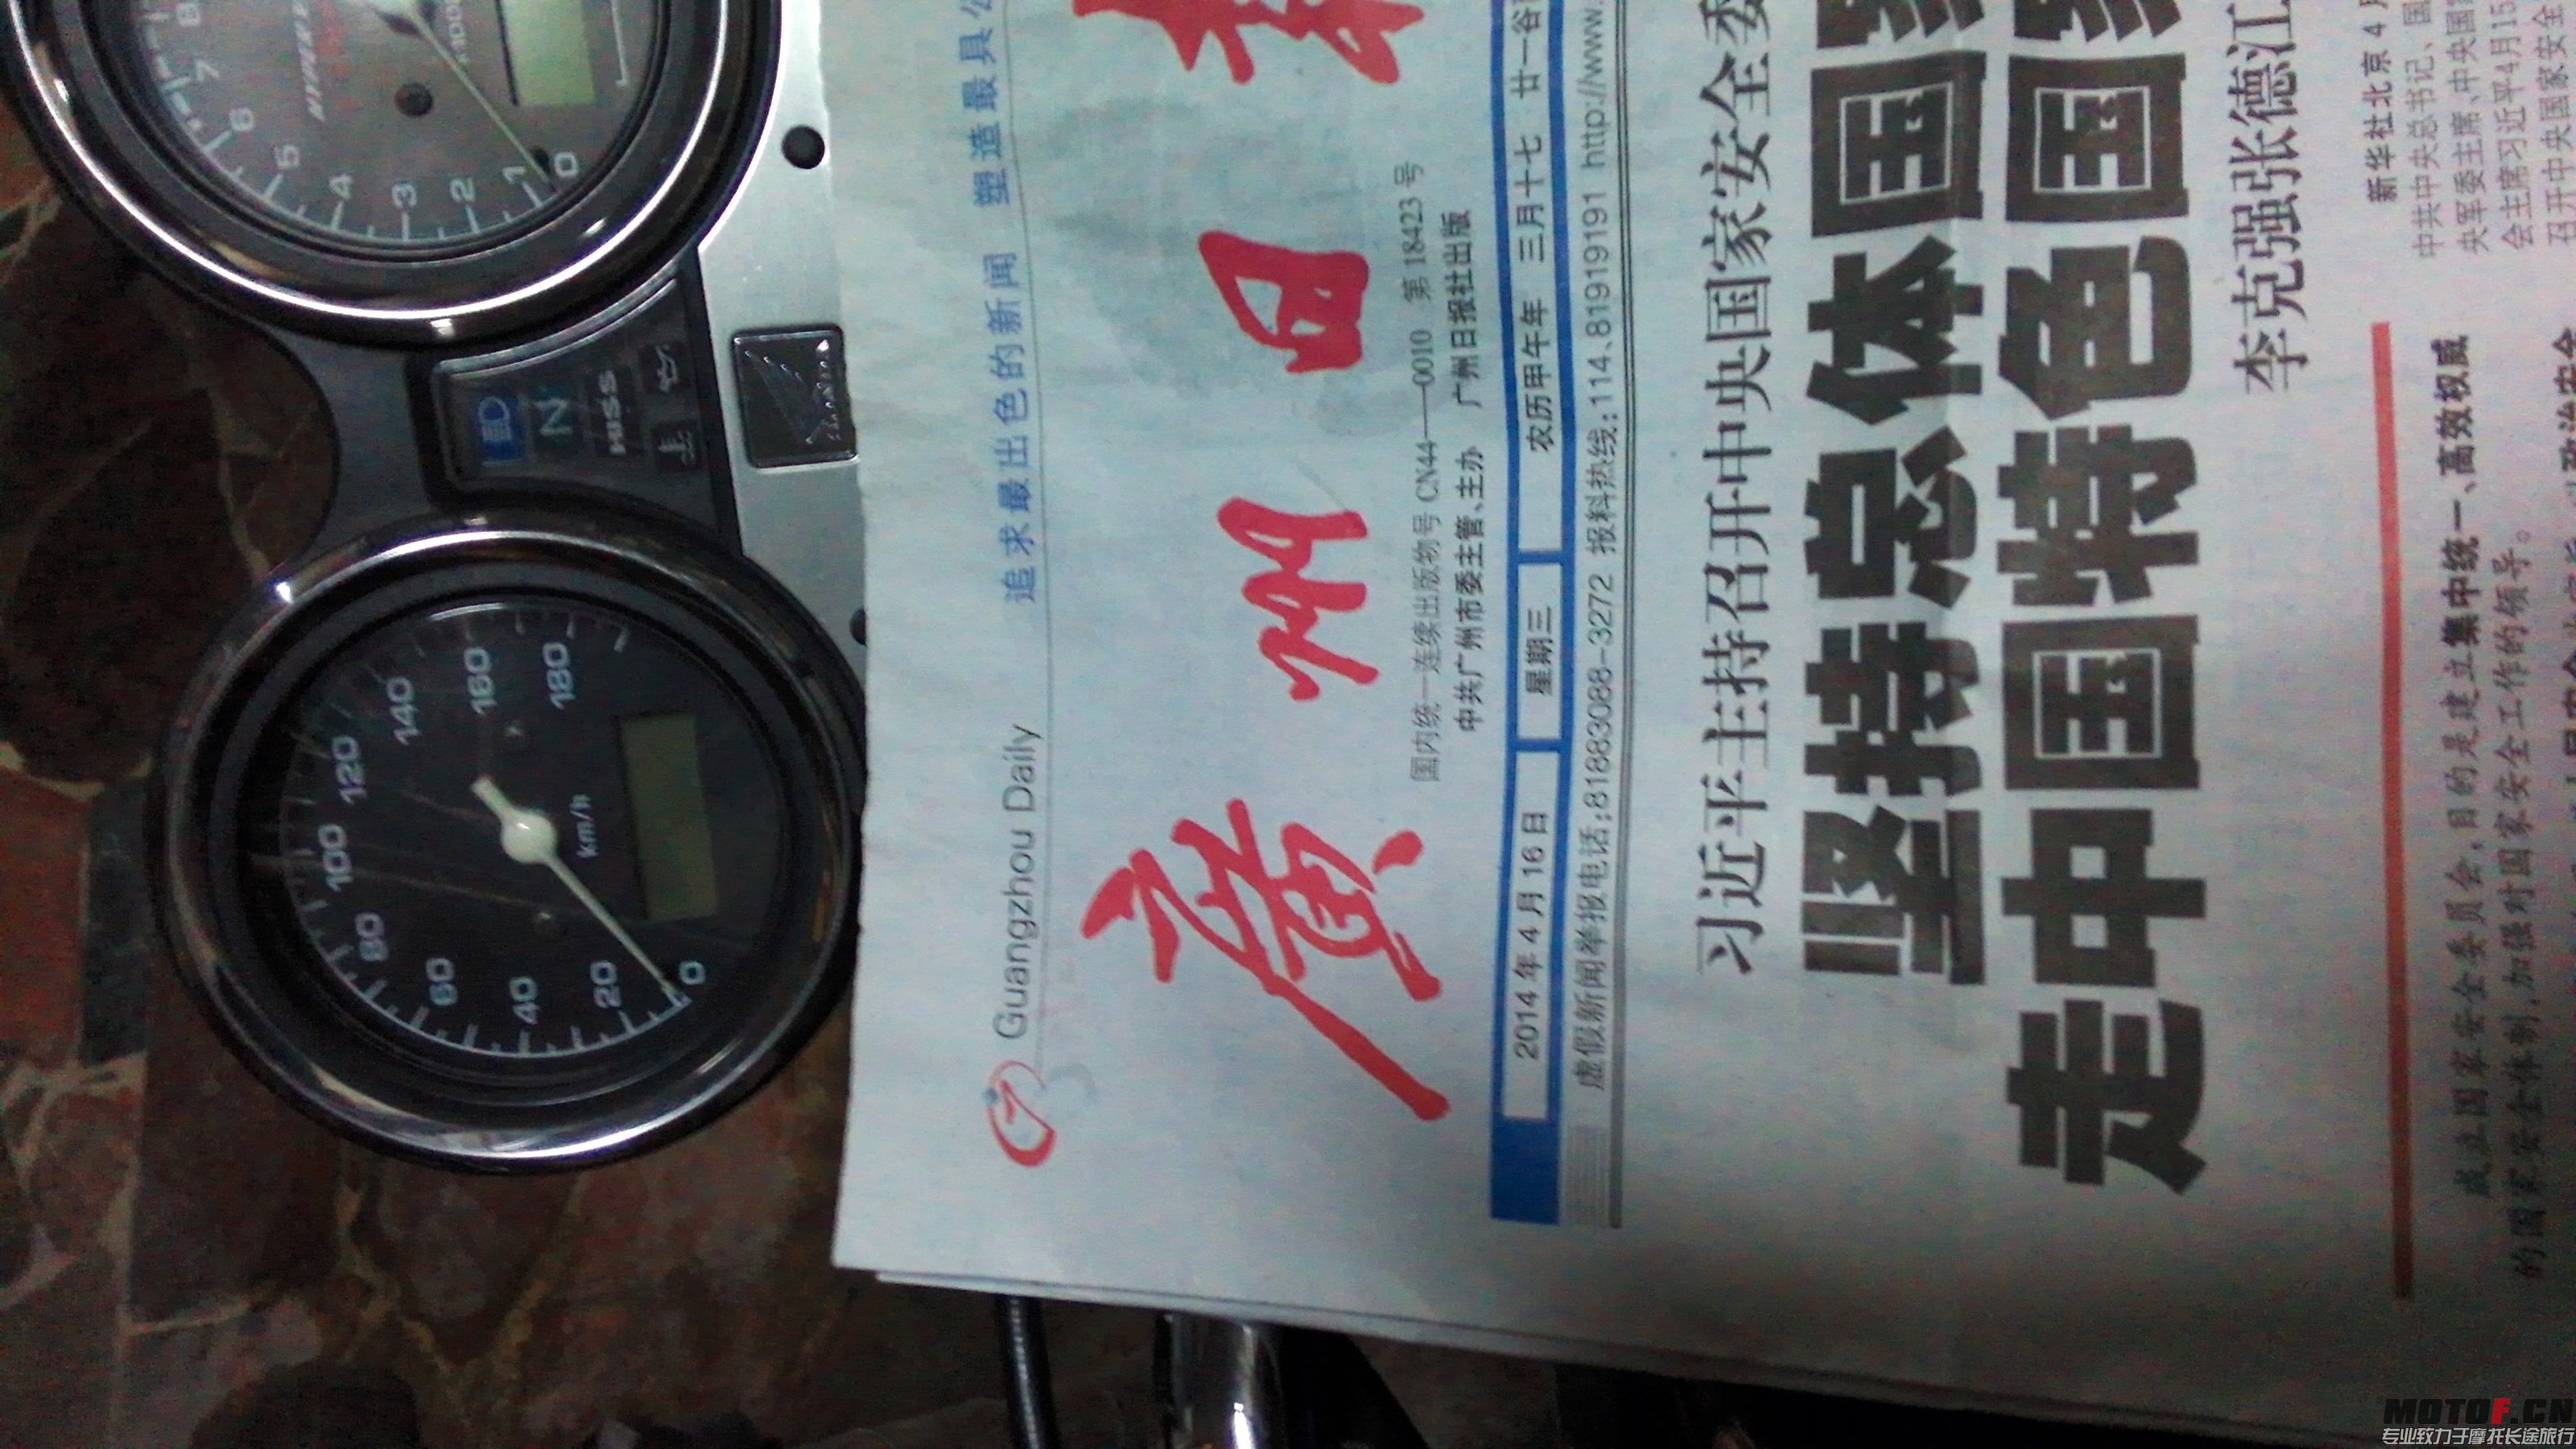 8
7
6
5
4
3
2
1
0
HISS
N
HONDA
180
160
140
120
100
80
60
40
20
0
km/h
追求最出色的新闻 塑造最具公
Guangzhou Daily
廣州日
国内统一连续出版物号 CN44——0010 第 18423 号
中共广州市委主管、主办 广州日报社出版
2014 年 4 月 16 日 星期三 农历甲午年 三月十七 廿一谷
虚假新闻举报电话:81883088-3272 报料热线:114、81919191 http://www.
习近平主持召开中央国家安全委
坚持总体国
走中国特色国
李克强张德江
新华社北京 4 月
中共中央总书记、国
央军委主席、中央国
会主席习近平4月15
召开中央国家安全
成立国家安全委员会,目的是建立集中统一、高效权威
的国家安全体制,加强对国家安全工作的领导。
MOTOF.CN
专业致力于摩托长途旅行